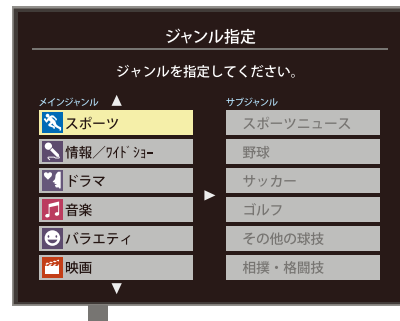 ジャンル指定
ジャンルを指定してください。
メインジャンル
スポーツ
情報／ﾜｲﾄﾞｼｮｰ
ドラマ
音楽
バラエティ
映画
サブジャンル
スポーツニュース
野球
サッカー
ゴルフ
その他の球技
相撲・格闘技